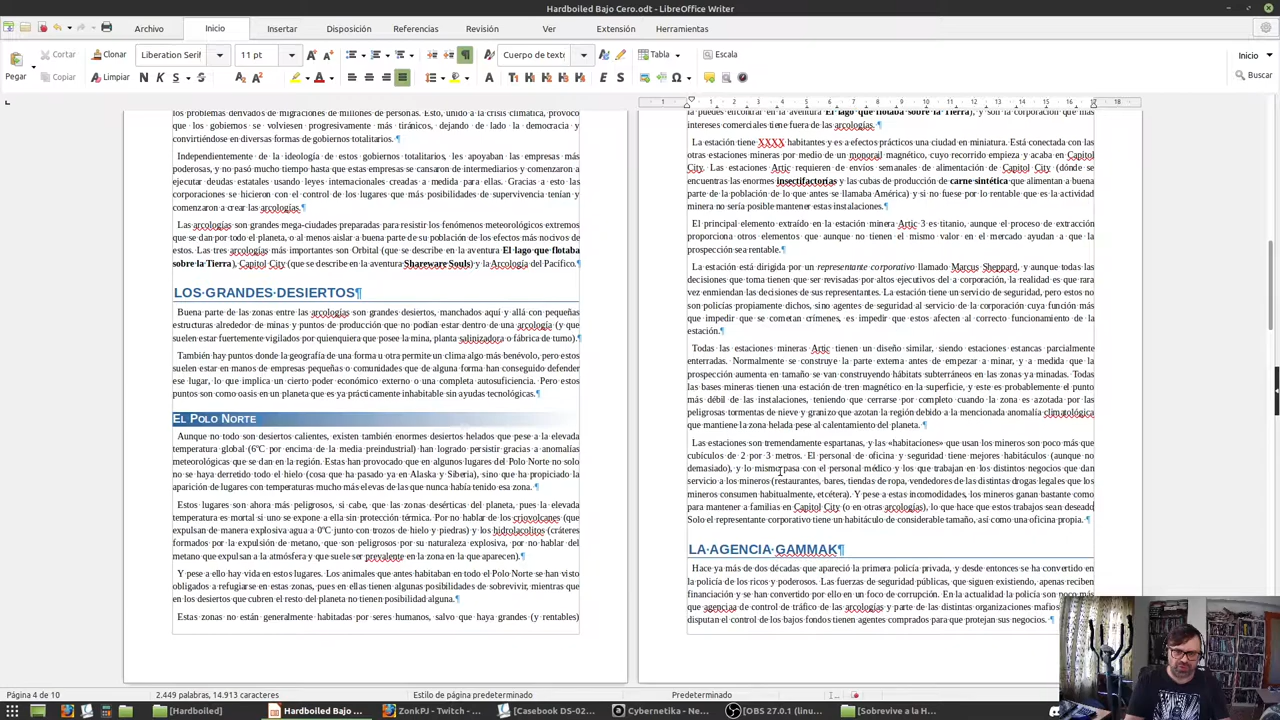 Hardboiled Bajo Cero.odt - LibreOffice Writer
Archivo Inicio Insertar Disposición Referencias Revisión Ver Extensión Herramientas
Pegar Cortar Copiar Clonar Limpiar Liberation Serif 11 pt Cuerpo de texto Tabla Escala Inicio Buscar
los problemas derivados de migraciones de millones de personas. Esto, unido a la crisis climática, provocó
que los gobiernos se volviesen progresivamente más tiránicos, dejando de lado la democracia y
convirtiéndose en diversas formas de gobiernos totalitarios.
Independientemente de la ideología de estos gobiernos totalitarios, les apoyaban las empresas más
poderosas, y no pasó mucho tiempo hasta que estas empresas se cansaron de intermediarios y comenzaron a
ejecutar deudas estatales usando leyes internacionales creadas a medida para ellas. Gracias a esto las
corporaciones se hicieron con el control de los lugares que más posibilidades de supervivencia tenían y
comenzaron a crear las arcologías.
Las arcologías son grandes mega-ciudades preparadas para resistir los fenómenos meteorológicos extremos
que se dan por todo el planeta, o al menos aislar a buena parte de su población de los efectos más nocivos de
estos. Las tres arcologías más importantes son Orbital (que se describe en la aventura El lago que flotaba
sobre la Tierra), Capitol City (que se describe en la aventura Shareware Souls) y la Arcología del Pacífico.¶
LOS GRANDES DESIERTOS¶
Buena parte de las zonas entre las arcologías son grandes desiertos, manchados aquí y allá con pequeñas
estructuras alrededor de minas y puntos de producción que no podían estar dentro de una arcología (y que
suelen estar fuertemente vigilados por quienquiera que posee la mina, planta salinizadora o fábrica de turno).¶
También hay puntos donde la geografía de una forma u otra permite un clima algo más benévolo, pero estos
suelen estar en manos de empresas pequeñas o comunidades que de alguna forma han conseguido defender
ese lugar, lo que implica un cierto poder económico externo o una completa autosuficiencia. Pero estos
puntos son como oasis en un planeta que es ya prácticamente inhabitable sin ayudas tecnológicas.¶
EL POLO NORTE
Aunque no todo son desiertos calientes, existen también enormes desiertos helados que pese a la elevada
temperatura global (6ºC por encima de la media preindustrial) han logrado persistir gracias a anomalías
meteorológicas que se dan en la región. Estas han provocado que en algunos lugares del Polo Norte no solo
no se haya derretido todo el hielo (cosa que ha pasado ya en Alaska y Siberia), sino que ha propiciado la
aparición de lugares con temperaturas mucho más elevas de las que nunca había tenido esa zona. ¶
Estos lugares son más peligrosos, si cabe, que las zonas desérticas del planeta, pues la elevada
temperatura es mortal si uno se expone a ella sin protección térmica. Por no hablar de los criovolcanes (que
expulsan de manera explosiva agua a 0ºC junto con trozos de hielo y piedras) y los hidrolacolitos (cráteres
formados por la expulsión de metano, que son peligrosos por su naturaleza explosiva, por no hablar del
metano que expulsan a la atmósfera y que suele ser prevalente en la zona en la que aparecen).¶
Y pese a ello hay vida en estos lugares. Los animales que antes habitaban en todo el Polo Norte se han visto
obligados a refugiarse en estas zonas, pues en ellas tienen algunas posibilidades de sobrevivir, mientras que
en los desiertos que cubren el resto del planeta no tienen posibilidad alguna.¶
Estas zonas no están generalmente habitadas por seres humanos, salvo que haya grandes (y rentables)
la puedes encontrar en la aventura El lago que flotaba sobre la Tierra), y son la corporación que más
intereses comerciales tiene fuera de las arcologías. ¶
La estación tiene XXXX habitantes y es a efectos prácticos una ciudad en miniatura. Está conectada con las
otras estaciones mineras por medio de un monoraíl magnético, cuyo recorrido empieza y acaba en Capitol
City. Las estaciones Artic requieren de envíos semanales de alimentación de Capitol City (dónde se
encuentras las enormes insectifactorías y las cubas de producción de carne sintética que alimentan a buena
parte de la población de lo que antes se llamaba América) y si no fuese por lo rentable que es la actividad
minera no sería posible mantener estas instalaciones.¶
El principal elemento extraído en la estación minera Artic 3 es titanio, aunque el proceso de extracción
proporciona otros elementos que aunque no tienen el mismo valor en el mercado ayudan a que la
prospección sea rentable.¶
La estación está dirigida por un representante corporativo llamado Marcus Sheppard, y aunque todas las
decisiones que toma tienen que ser revisadas por altos ejecutivos del a corporación, la realidad es que rara
vez enmiendan las decisiones de sus representantes. La estación tiene un servicio de seguridad, pero estos no
son policías propiamente dichos, sino agentes de seguridad al servicio de la corporación cuya función más
que impedir que se cometan crímenes, es impedir que estos afecten al correcto funcionamiento de la
estación.¶
Todas las estaciones mineras Artic tienen un diseño similar, siendo estaciones estancas parcialmente
enterradas. Normalmente se construye la parte externa antes de empezar a minar, y a medida que la
prospección aumenta en tamaño se van construyendo hábitats subterráneos en las zonas ya minadas. Todas
las bases mineras tienen una estación de tren magnético en la superficie, y este es probablemente el punto
más débil de las instalaciones, teniendo que cerrarse por completo cuando la zona es azotada por las
peligrosas tormentas de nieve y granizo que azotan la región debido a la mencionada anomalía climatológica
que mantiene la zona helada pese al calentamiento del planeta. ¶
Las estaciones son tremendamente espartanas, y las «habitaciones» que usan los mineros son poco más que
cubículos de 2 por 3 metros. El personal de oficina y seguridad tiene mejores habitáculos (aunque no
demasiado), y lo mismo pasa con el personal médico y los que trabajan en los distintos negocios que dan
servicio a los mineros (restaurantes, bares, tiendas de ropa, vendedores de las distintas drogas legales que los
mineros consumen habitualmente, etcétera). Y pese a estas incomodidades, los mineros ganan bastante como
para mantener a familias en Capitol City (o en otras arcologías), lo que hace que estos trabajos sean deseado
Solo el representante corporativo tiene un habitáculo de considerable tamaño, así como una oficina propia. ¶
LA AGENCIA GAMMAK¶
Hace ya más de dos décadas que apareció la primera policía privada, y desde entonces se ha convertido en
la policía de los ricos y poderosos. Las fuerzas de seguridad públicas, que siguen existiendo, apenas reciben
financiación y se han convertido por ello en un foco de corrupción. En la actualidad la policía son poco más
que agenciaa de control de tráfico de las arcologías y parte de las distintas organizaciones mafios
disputan el control de los bajos fondos tienen agentes comprados para que protejan sus negocios. ¶
Página 4 de 10 2.449 palabras, 14.913 caracteres Estilo de página predeterminado Predeterminado
[Hardboiled] Hardboiled Bajo ... ZonkPJ - Twitch - ... [Casebook DS-02... Cybernetika - Ne... OBS 27.0.1 (linu... [Sobrevive a la H...